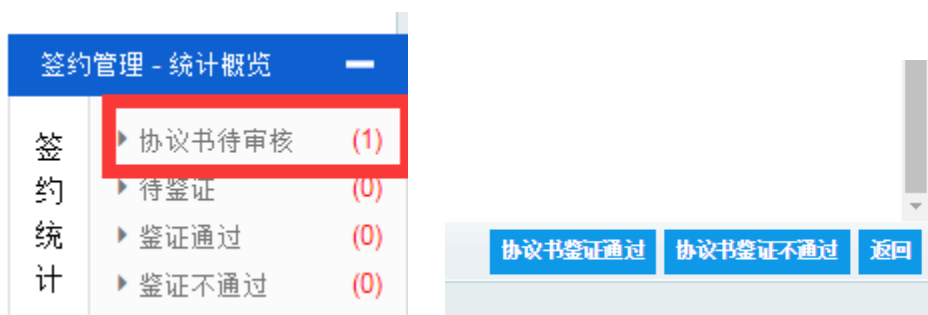 签约管理 - 统计概览
签约统计
协议书待审核 (1)
待鉴证 (0)
鉴证通过 (0)
鉴证不通过 (0)
协议书鉴证通过 协议书鉴证不通过 返回